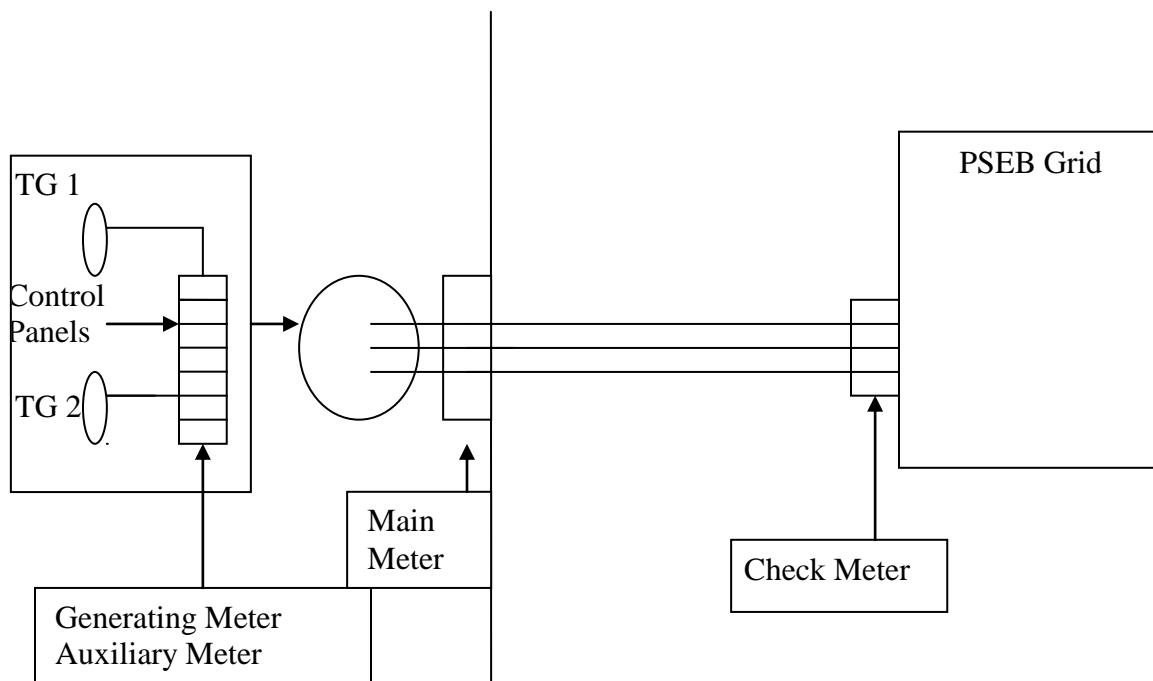 TG 1
PSEB Grid
Control
Panels
TG 2
Main
Meter
Check Meter
Generating Meter
Auxiliary Meter